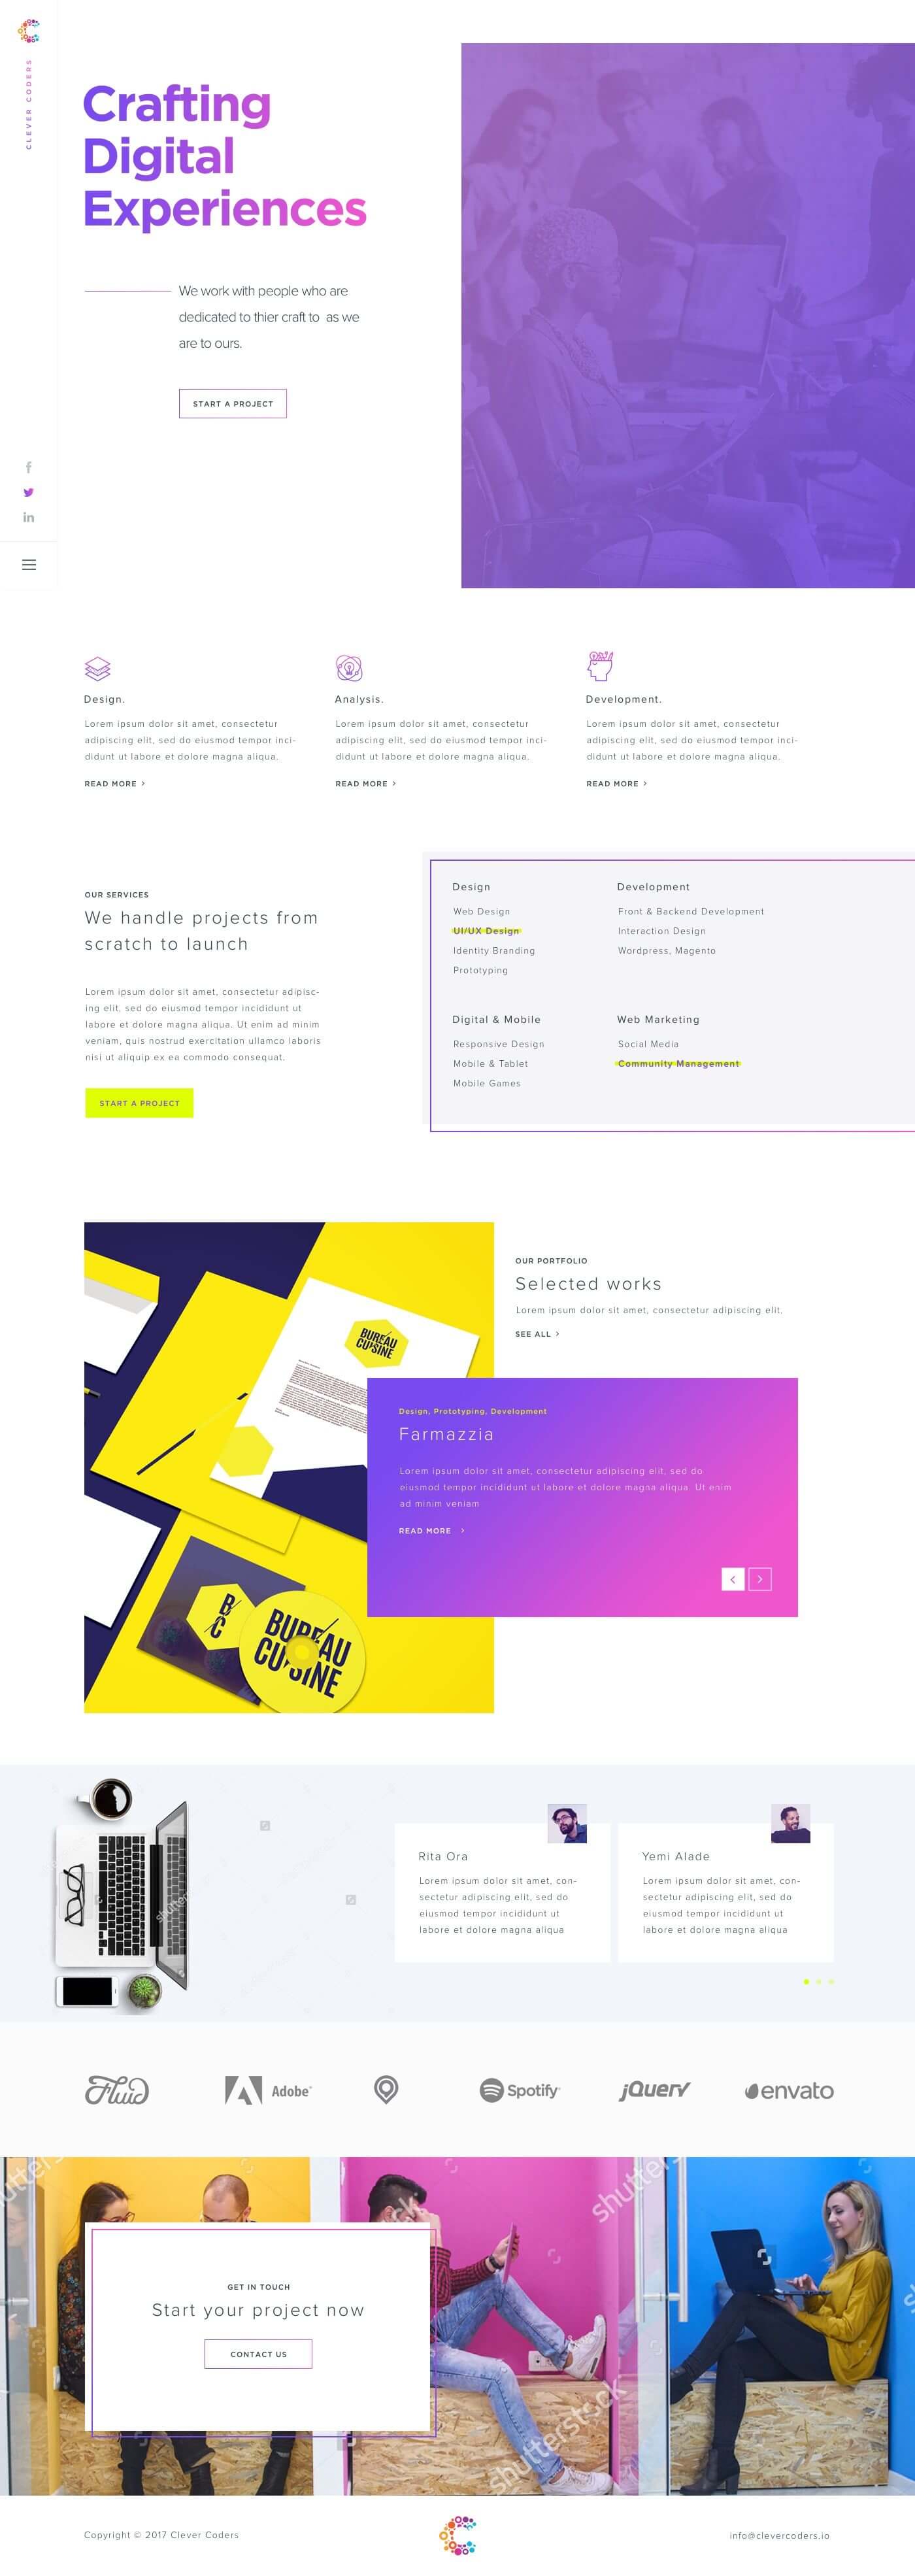 CLEVER CODERS
Crafting
Digital
Experiences
We work with people who are
dedicated to thier craft to as we
are to ours.
START A PROJECT
Design.
Lorem ipsum dolor sit amet, consectetur
adipiscing elit, sed do eiusmod tempor inci-
didunt ut labore et dolore magna aliqua.
READ MORE >
Analysis.
Lorem ipsum dolor sit amet, consectetur
adipiscing elit, sed do eiusmod tempor inci-
didunt ut labore et dolore magna aliqua.
READ MORE >
Development.
Lorem ipsum dolor sit amet, consectetur
adipiscing elit, sed do eiusmod tempor inci-
didunt ut labore et dolore magna aliqua.
READ MORE >
OUR SERVICES
We handle projects from
scratch to launch
Lorem ipsum dolor sit amet, consectetur adipisc-
ing elit, sed do eiusmod tempor incididunt ut
labore et dolore magna aliqua. Ut enim ad minim
veniam, quis nostrud exercitation ullamco laboris
nisi ut aliquip ex ea commodo consequat.
START A PROJECT
Design
Web Design
UI/UX Design
Identity Branding
Prototyping
Development
Front & Backend Development
Interaction Design
Wordpress, Magento
Digital & Mobile
Responsive Design
Mobile & Tablet
Mobile Games
Web Marketing
Social Media
Community Management
BUREAU
CUISINE
B/
C
BUREAU
CUISINE
OUR PORTFOLIO
Selected works
Lorem ipsum dolor sit amet, consectetur adipiscing elit.
SEE ALL >
Design, Prototyping, Development
Farmazzia
Lorem ipsum dolor sit amet, consectetur adipiscing elit, sed do
eiusmod tempor incididunt ut labore et dolore magna aliqua. Ut enim
ad minim veniam
READ MORE >
Rita Ora
Lorem ipsum dolor sit amet, con-
sectetur adipiscing elit, sed do
eiusmod tempor incididunt ut
labore et dolore magna aliqua
Yemi Alade
Lorem ipsum dolor sit amet, con-
sectetur adipiscing elit, sed do
eiusmod tempor incididunt ut
labore et dolore magna aliqua
Fluid
Adobe
Spotify
jQuery
envato
shutterstock
GET IN TOUCH
Start your project now
CONTACT US
Copyright © 2017 Clever Coders
info@clevercoders.io